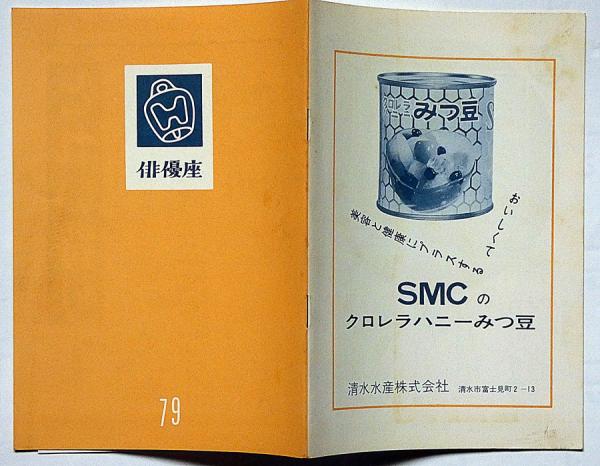 俳優座
79
クロレラ
ハニー
みつ豆
S
おいしくて
美容と健康にプラスする
SMCの
クロレラハニーみつ豆
清水水産株式会社 清水市富士見町2-13